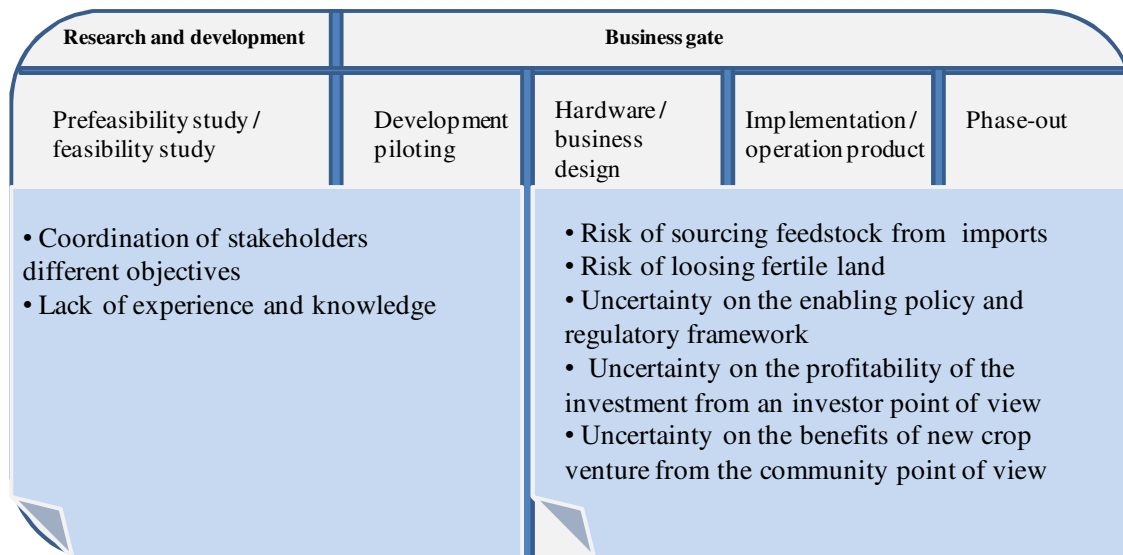 Research and development
Business gate
Prefeasibility study /
feasibility study
Development
piloting
Hardware /
business
design
Implementation /
operation product
Phase-out
• Coordination of stakeholders
different objectives
• Lack of experience and knowledge
• Risk of sourcing feedstock from imports
• Risk of loosing fertile land
• Uncertainty on the enabling policy and
regulatory framework
• Uncertainty on the profitability of the
investment from an investor point of view
• Uncertainty on the benefits of new crop
venture from the community point of view